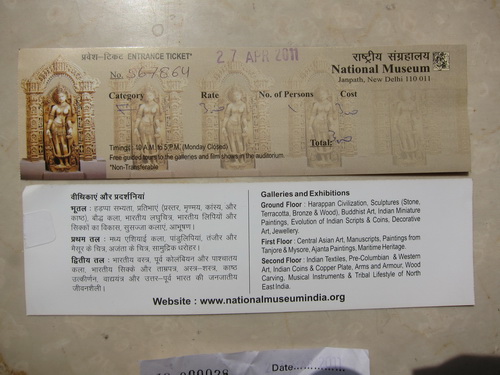 प्रवेश-टिकट ENTRANCE TICKET*
27 APR 2011
राष्ट्रीय संग्रहालय
National Museum
Janpath, New Delhi 110 011
No. 567864
Category Rate No. of Persons Cost
300 1 300
Timings: 10 A.M. to 5 P.M. (Monday Closed)
Total: 300
Free guided tours to the galleries and film shows in the auditorium.
*Non-Transferable
वीथिकाएं और प्रदर्शनियां
भूतल : हड़प्पा सभ्यता, प्रतिमाएं (प्रस्तर, मृण्मय, कांस्य, और
काष्ठ), बौद्ध कला, भारतीय लघुचित्र, भारतीय लिपियों और
सिक्कों का विकास, सुसज्जा कलाएं, आभूषण।
प्रथम तल : मध्य एशियाई कला, पांडुलिपियां, तंजौर और
मैसूर के चित्र अजंता के चित्र, सामुद्रिक धरोहर।
द्वितीय तल : भारतीय वस्त्र, पूर्व कोलंबियन और पाश्चात्य
कला, भारतीय सिक्के और ताम्रपत्र, अस्त्र-शस्त्र, काष्ठ
उत्कीर्णन, वाद्ययंत्र और उत्तर-पूर्व भारत की जनजातीय
जीवनशैली।
Galleries and Exhibitions
Ground Floor : Harappan Civilization, Sculptures (Stone,
Terracotta, Bronze & Wood), Buddhist Art, Indian Miniature
Paintings, Evolution of Indian Scripts & Coins, Decorative
Art, Jewellery.
First Floor : Central Asian Art, Manuscripts, Paintings from
Tanjore & Mysore, Ajanta Paintings, Maritime Heritage.
Second Floor : Indian Textiles, Pre-Columbian & Western
Art, Indian Coins & Copper Plate, Arms and Armour, Wood
Carving, Musical Instruments & Tribal Lifestyle of North
East India.
Website : www.nationalmuseumindia.org
Date..............